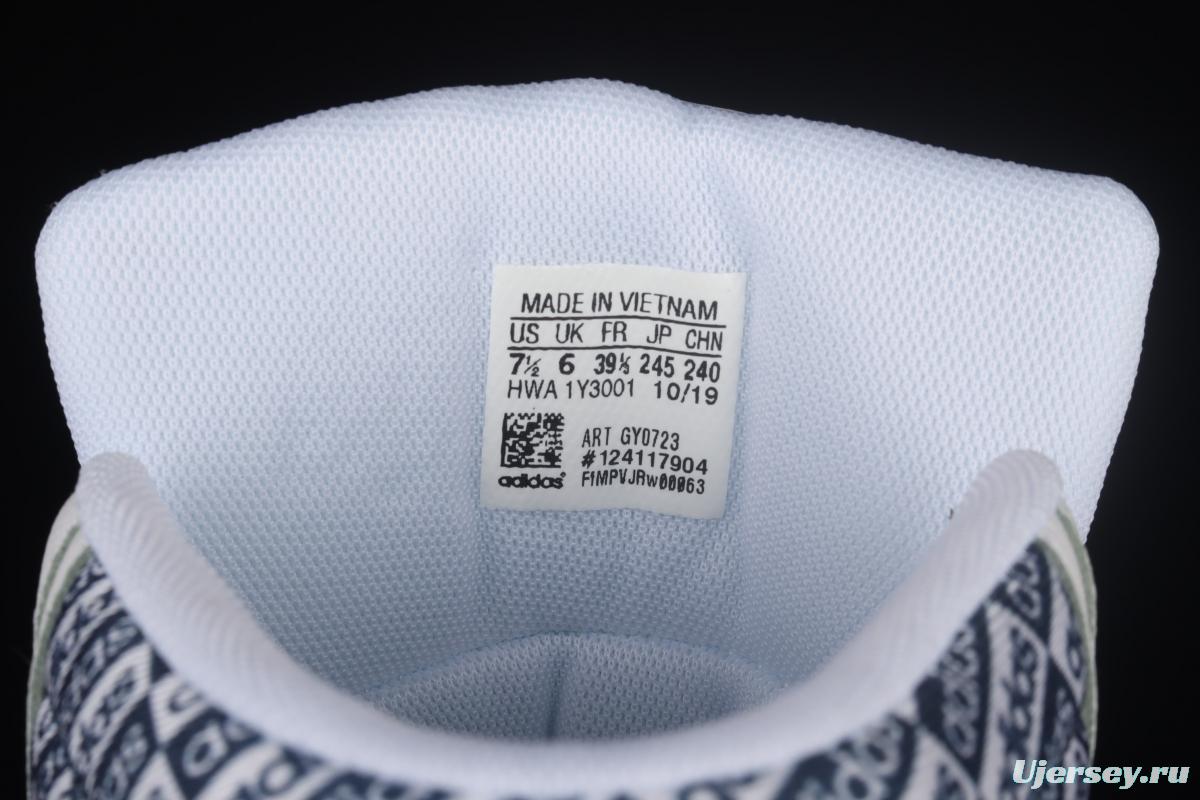 MADE IN VIETNAM
US UK FR JP CHN
7½ 6 39⅓ 245 240
HWA 1Y3001 10/19
ART GY0723
#124117904
adidas
Ujersey.ru